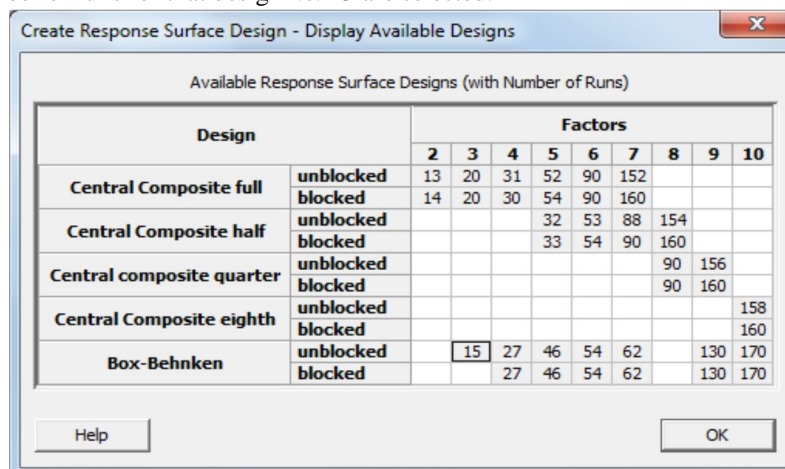 Create Response Surface Design - Display Available Designs
x
Available Response Surface Designs (with Number of Runs)
Design Factors
2 3 4 5 6 7 8 9 10
Central Composite full unblocked 13 20 31 52 90 152
blocked 14 20 30 54 90 160
Central Composite half unblocked 32 53 88 154
blocked 33 54 90 160
Central composite quarter unblocked 90 156
blocked 90 160
Central Composite eighth unblocked 158
blocked 160
Box-Behnken unblocked 15 27 46 54 62 130 170
blocked 27 46 54 62 130 170
Help OK